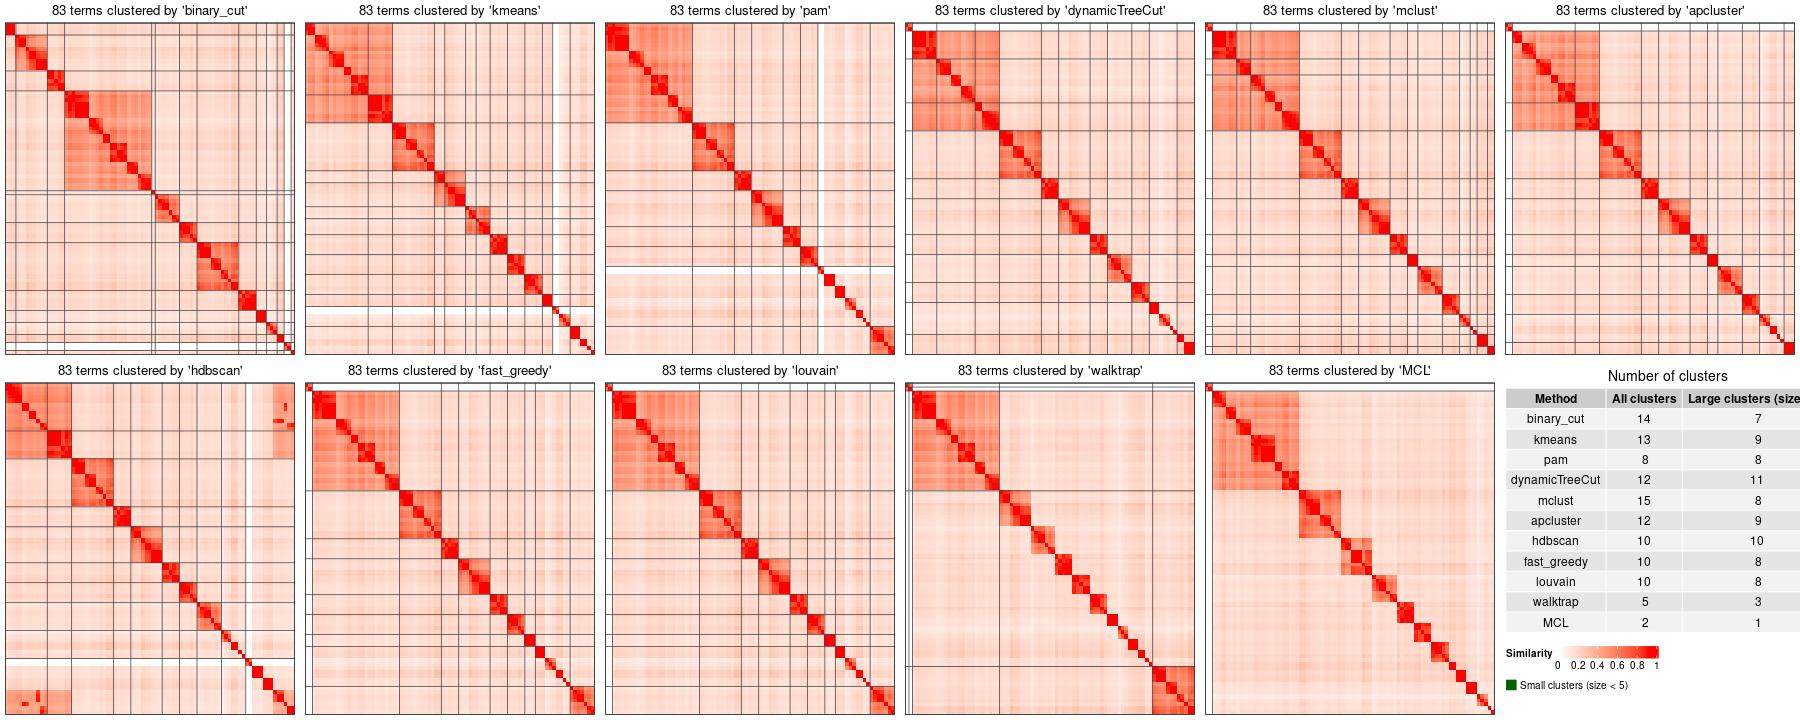 83 terms clustered by 'binary_cut'
83 terms clustered by 'kmeans'
83 terms clustered by 'pam'
83 terms clustered by 'dynamicTreeCut'
83 terms clustered by 'mclust'
83 terms clustered by 'apcluster'
83 terms clustered by 'hdbscan'
83 terms clustered by 'fast_greedy'
83 terms clustered by 'louvain'
83 terms clustered by 'walktrap'
83 terms clustered by 'MCL'
Number of clusters
Method All clusters Large clusters (size
binary_cut 14 7
kmeans 13 9
pam 8 8
dynamicTreeCut 12 11
mclust 15 8
apcluster 12 9
hdbscan 10 10
fast_greedy 10 8
louvain 10 8
walktrap 5 3
MCL 2 1
Similarity
0 0.2 0.4 0.6 0.8 1
Small clusters (size < 5)